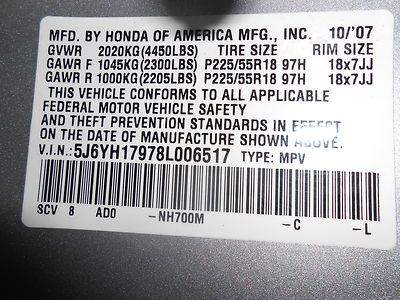 MFD. BY HONDA OF AMERICA MFG., INC. 10/'07
GVWR 2020KG(4450LBS) TIRE SIZE RIM SIZE
GAWR F 1045KG(2300LBS) P225/55R18 97H 18x7JJ
GAWR R 1000KG(2205LBS) P225/55R18 97H 18x7JJ
THIS VEHICLE CONFORMS TO ALL APPLICABLE
FEDERAL MOTOR VEHICLE SAFETY
AND THEFT PREVENTION STANDARDS IN EFFECT
ON THE DATE OF MANUFACTURE SHOWN ABOVE.
V.I.N.: 5J6YH17978L006517 TYPE: MPV
SCV 8 ADO -NH700M -C -L